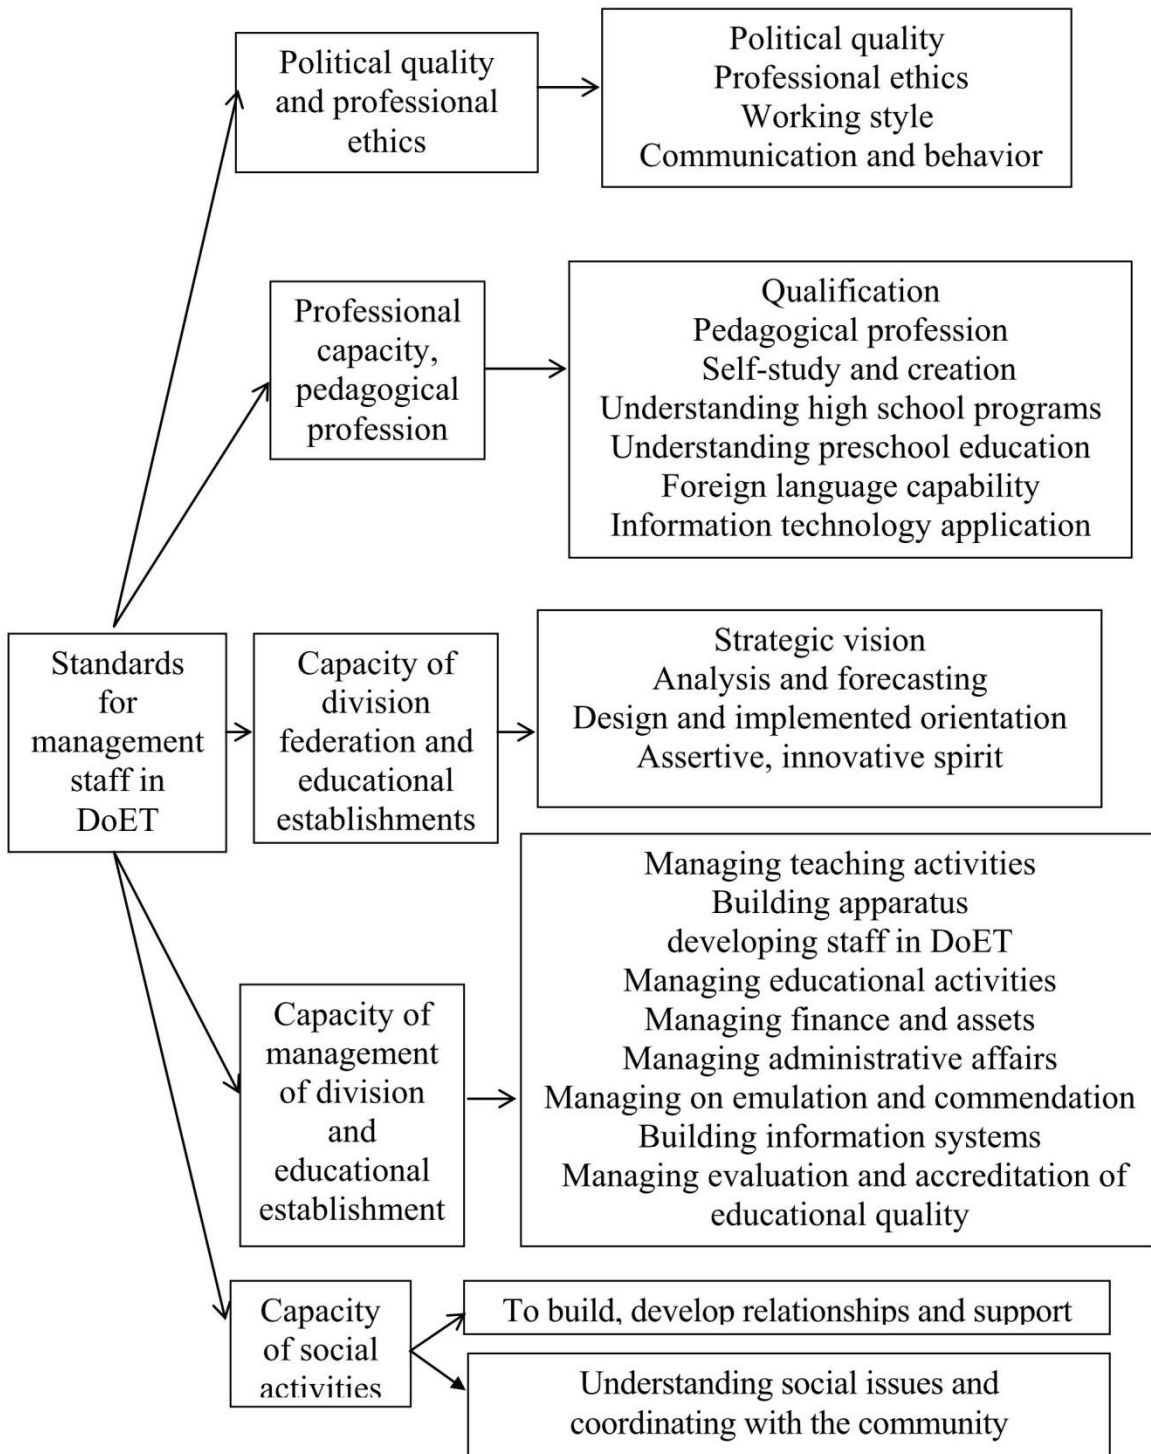 Political quality
and professional
ethics
Political quality
Professional ethics
Working style
Communication and behavior
Professional
capacity,
pedagogical
profession
Qualification
Pedagogical profession
Self-study and creation
Understanding high school programs
Understanding preschool education
Foreign language capability
Information technology application
Standards
for
management
staff in
DoET
Capacity of
division
federation and
educational
establishments
Strategic vision
Analysis and forecasting
Design and implemented orientation
Assertive, innovative spirit
Capacity of
management
of division
and
educational
establishment
Managing teaching activities
Building apparatus
developing staff in DoET
Managing educational activities
Managing finance and assets
Managing administrative affairs
Managing on emulation and commendation
Building information systems
Managing evaluation and accreditation of
educational quality
Capacity
of social
activities
To build, develop relationships and support
Understanding social issues and
coordinating with the community